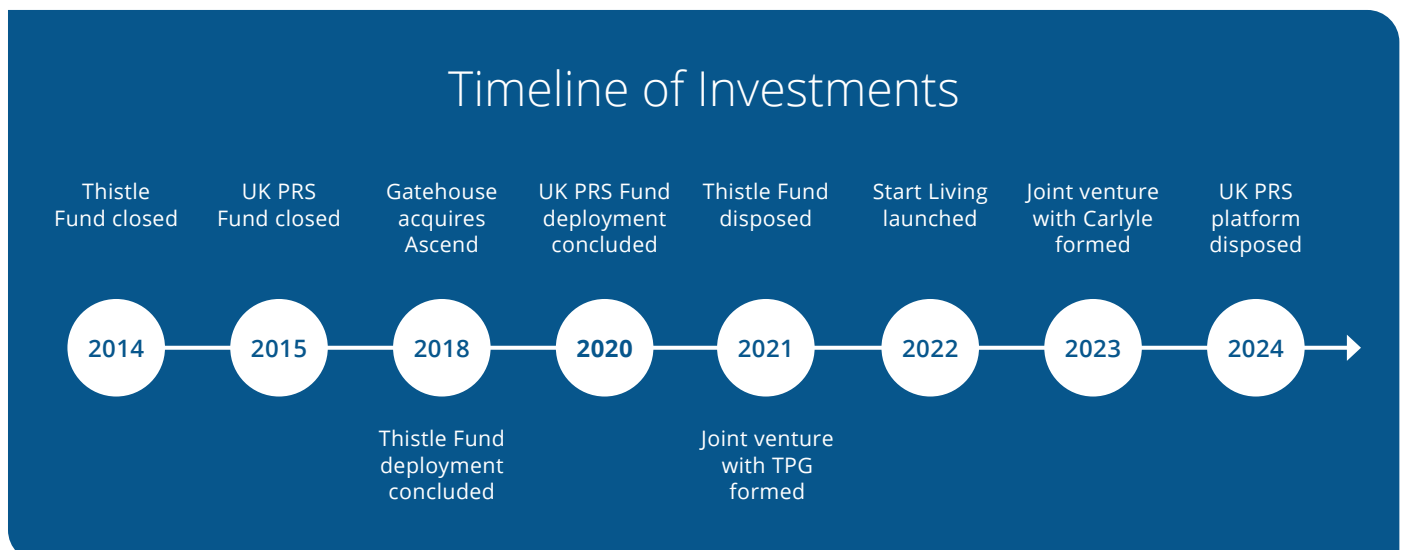 Timeline of Investments
Thistle
Fund closed
UK PRS
Fund closed
Gatehouse
acquires
Ascend
UK PRS Fund
deployment
concluded
Thistle Fund
disposed
Start Living
launched
Joint venture
with Carlyle
formed
UK PRS
platform
disposed
2014
2015
2018
2020
2021
2022
2023
2024
Thistle Fund
deployment
concluded
Joint venture
with TPG
formed